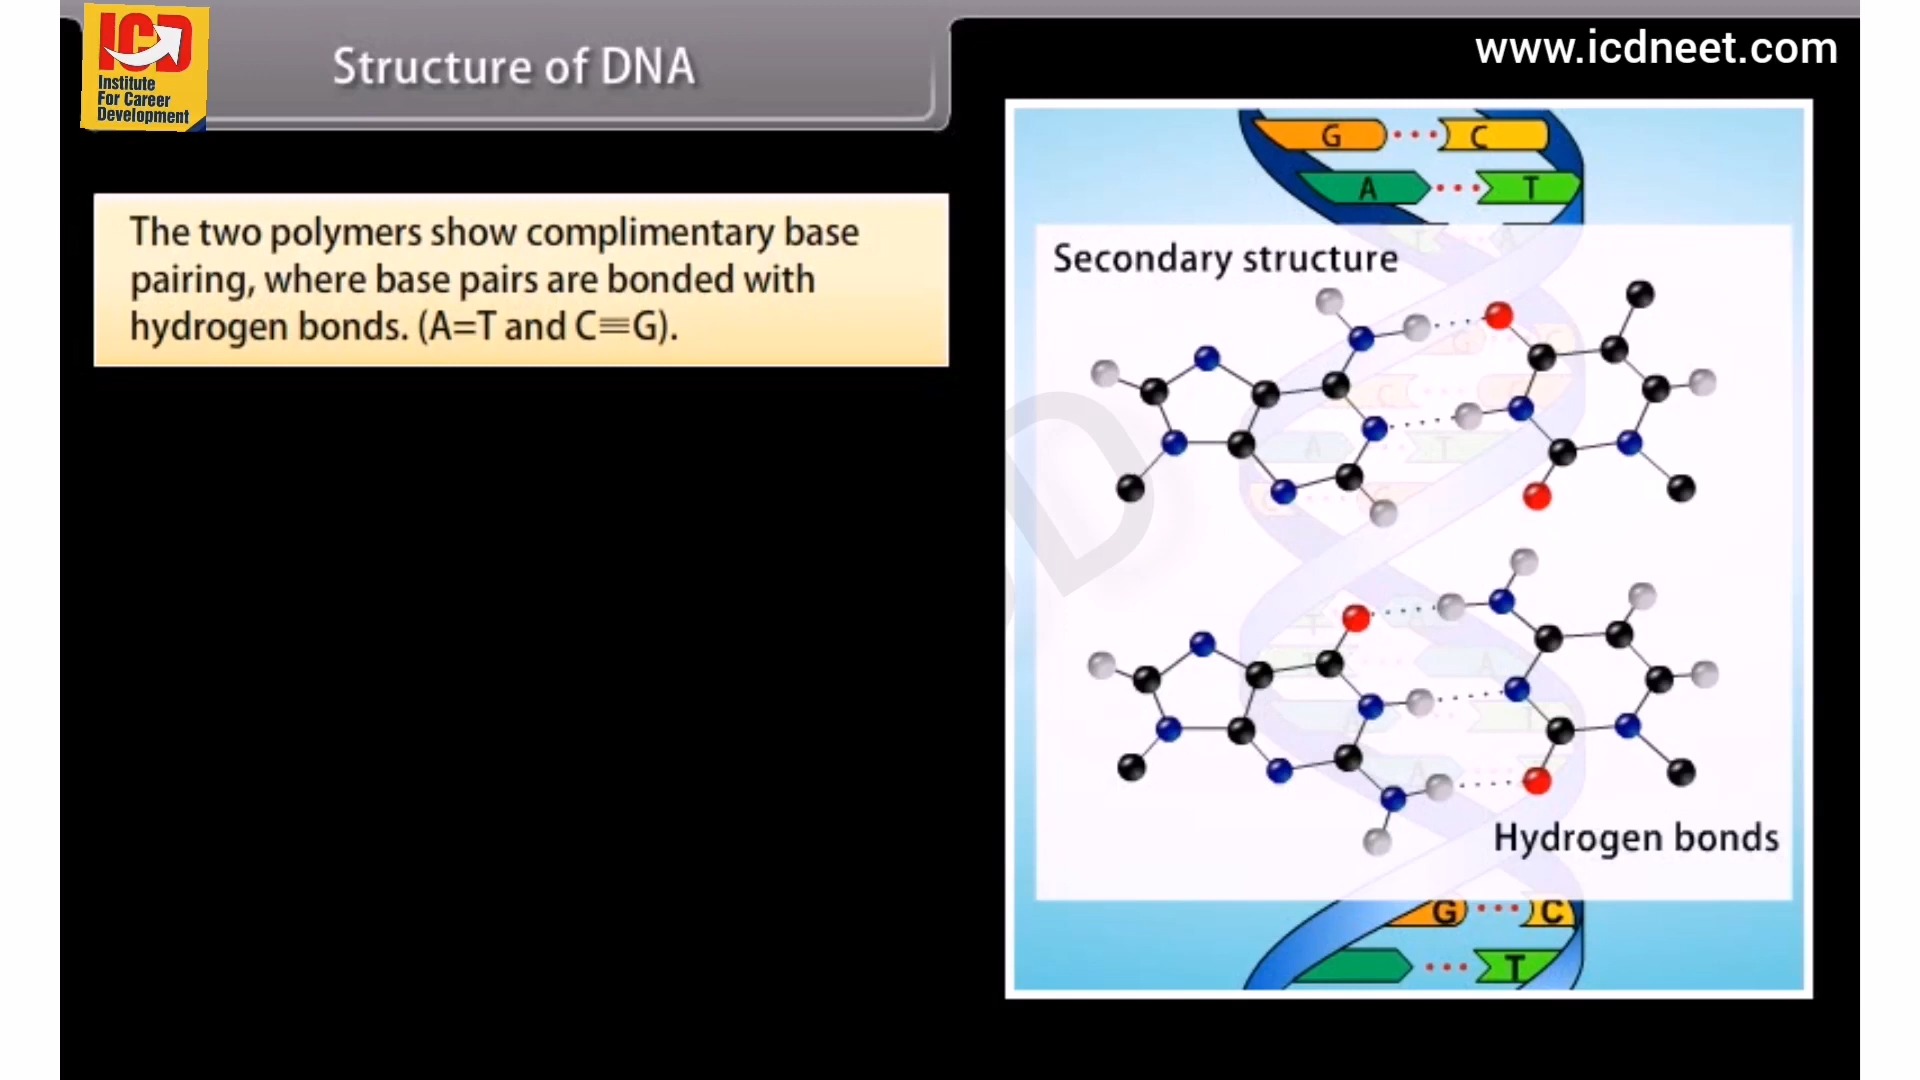 ICD
Institute
For Career
Development
Structure of DNA
www.icdneet.com
The two polymers show complimentary base
pairing, where base pairs are bonded with
hydrogen bonds. (A=T and C≡G).
G C
A T
Secondary structure
Hydrogen bonds
G C
T